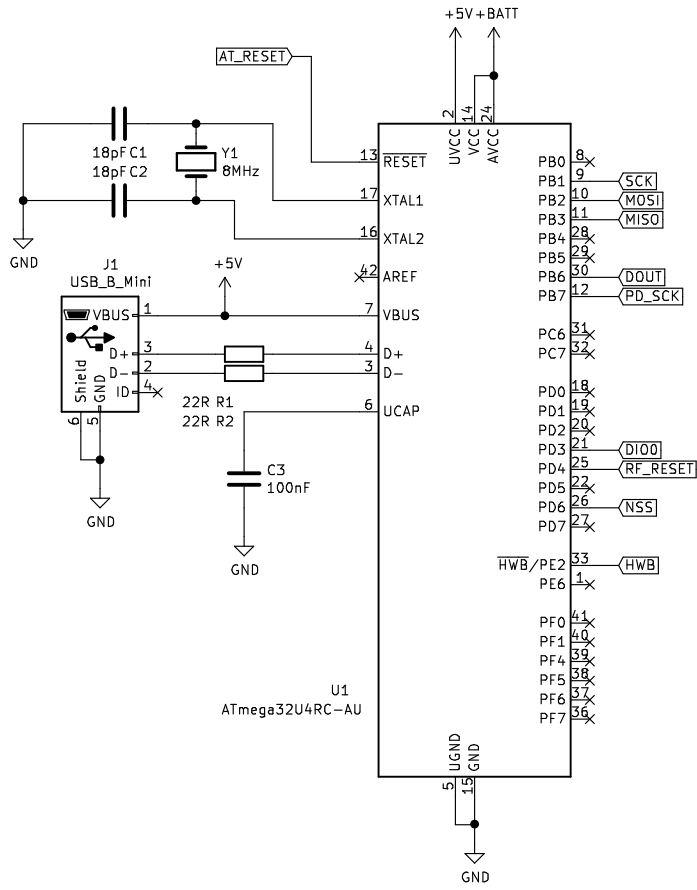 +5V +BATT
AT_RESET
2
14
24
UVCC
VCC
AVCC
18pF C1
18pF C2
Y1
8MHz
GND
13 RESET
17 XTAL1
16 XTAL2
42 AREF
7 VBUS
4 D+
3 D-
6 UCAP
J1
USB_B_Mini
+5V
VBUS 1
D+ 3
D- 2
ID 4
Shield
GND
6
5
22R R1
22R R2
C3
100nF
GND
GND
PB0 8
PB1 9 SCK
PB2 10 MOSI
PB3 11 MISO
PB4 28
PB5 29
PB6 30 DOUT
PB7 12 PD_SCK
PC6 31
PC7 32
PD0 18
PD1 19
PD2 20
PD3 21 DIO0
PD4 25 RF_RESET
PD5 22
PD6 26 NSS
PD7 27
HWB/PE2 33 HWB
PE6 1
PF0 41
PF1 40
PF4 39
PF5 38
PF6 37
PF7 36
U1
ATmega32U4RC-AU
UGND
GND
5
15
GND